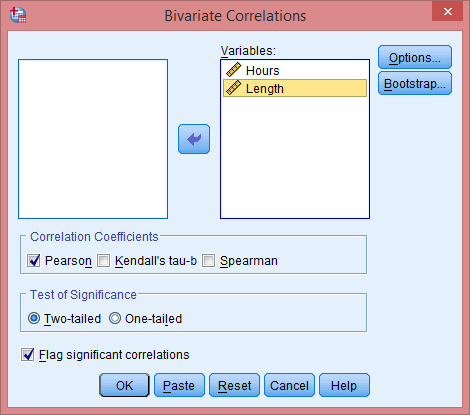 Bivariate Correlations
Variables:
Hours
Length
Options...
Bootstrap...
Correlation Coefficients
Pearson Kendall's tau-b Spearman
Test of Significance
Two-tailed One-tailed
Flag significant correlations
OK Paste Reset Cancel Help